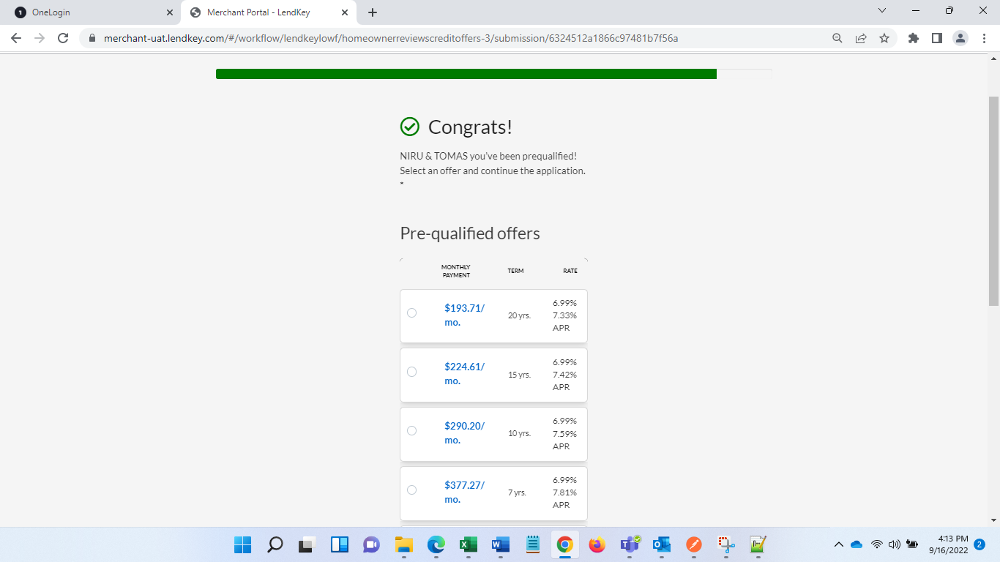 OneLogin
Merchant Portal - LendKey
merchant-uat.lendkey.com/#/workflow/lendkeylowf/homeownerreviewscreditoffers-3/submission/6324512a1866c97481b7f56a
Congrats!
NIRU & TOMAS you've been prequalified!
Select an offer and continue the application.
*
Pre-qualified offers
MONTHLY
PAYMENT
TERM
RATE
$193.71/
mo.
20 yrs.
6.99%
7.33%
APR
$224.61/
mo.
15 yrs.
6.99%
7.42%
APR
$290.20/
mo.
10 yrs.
6.99%
7.59%
APR
$377.27/
mo.
7 yrs.
6.99%
7.81%
APR
4:13 PM
9/16/2022
2